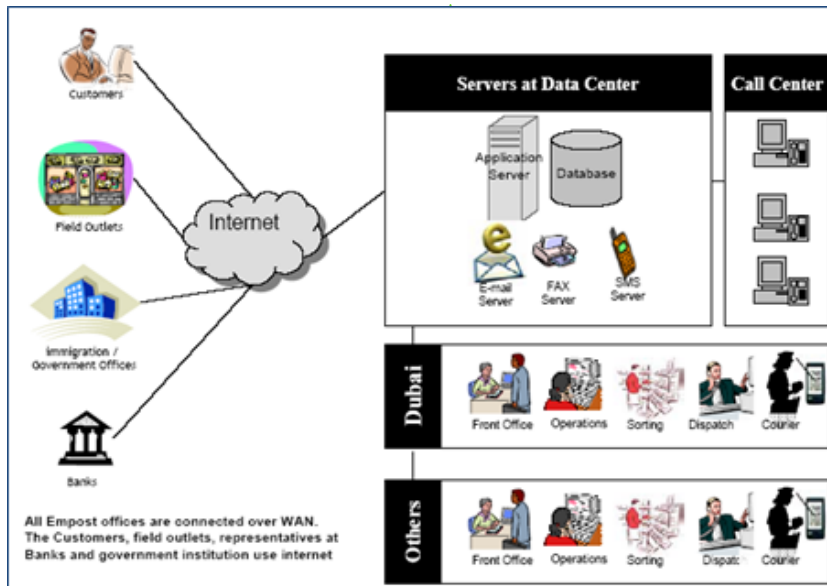 Customers
Field Outlets
Immigration /
Government Offices
Banks
Internet
All Empost offices are connected over WAN.
The Customers, field outlets, representatives at
Banks and government institution use internet
Servers at Data Center
Application
Server
Database
E-mail
Server
FAX
Server
SMS
Server
Call Center
Dubai
Front Office
Operations
Sorting
Dispatch
Courier
Others
Front Office
Operations
Sorting
Dispatch
Courier